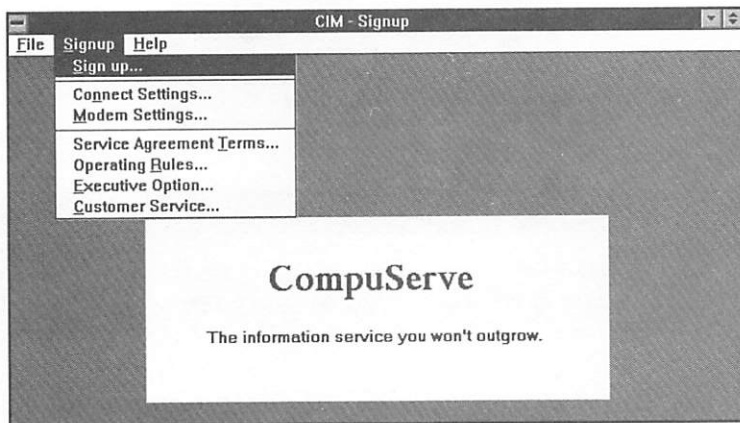 CIM - Signup
File Signup Help
Sign up...
Connect Settings...
Modem Settings...
Service Agreement Terms...
Operating Rules...
Executive Option...
Customer Service...
CompuServe
The information service you won't outgrow.